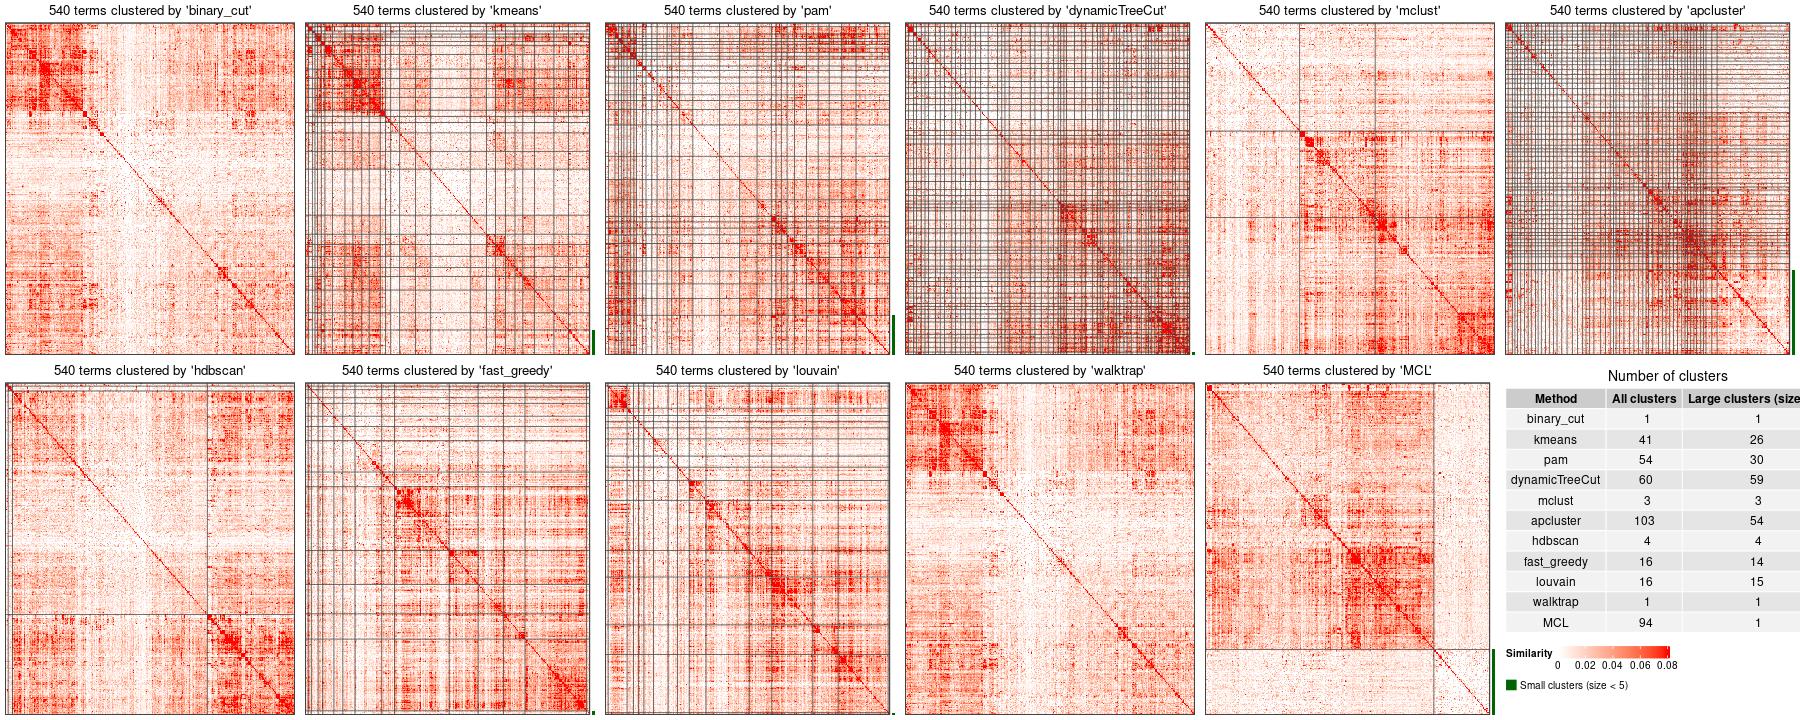 540 terms clustered by 'binary_cut'
540 terms clustered by 'kmeans'
540 terms clustered by 'pam'
540 terms clustered by 'dynamicTreeCut'
540 terms clustered by 'mclust'
540 terms clustered by 'apcluster'
540 terms clustered by 'hdbscan'
540 terms clustered by 'fast_greedy'
540 terms clustered by 'louvain'
540 terms clustered by 'walktrap'
540 terms clustered by 'MCL'
Number of clusters
Method All clusters Large clusters (size
binary_cut 1 1
kmeans 41 26
pam 54 30
dynamicTreeCut 60 59
mclust 3 3
apcluster 103 54
hdbscan 4 4
fast_greedy 16 14
louvain 16 15
walktrap 1 1
MCL 94 1
Similarity
0 0.02 0.04 0.06 0.08
Small clusters (size < 5)